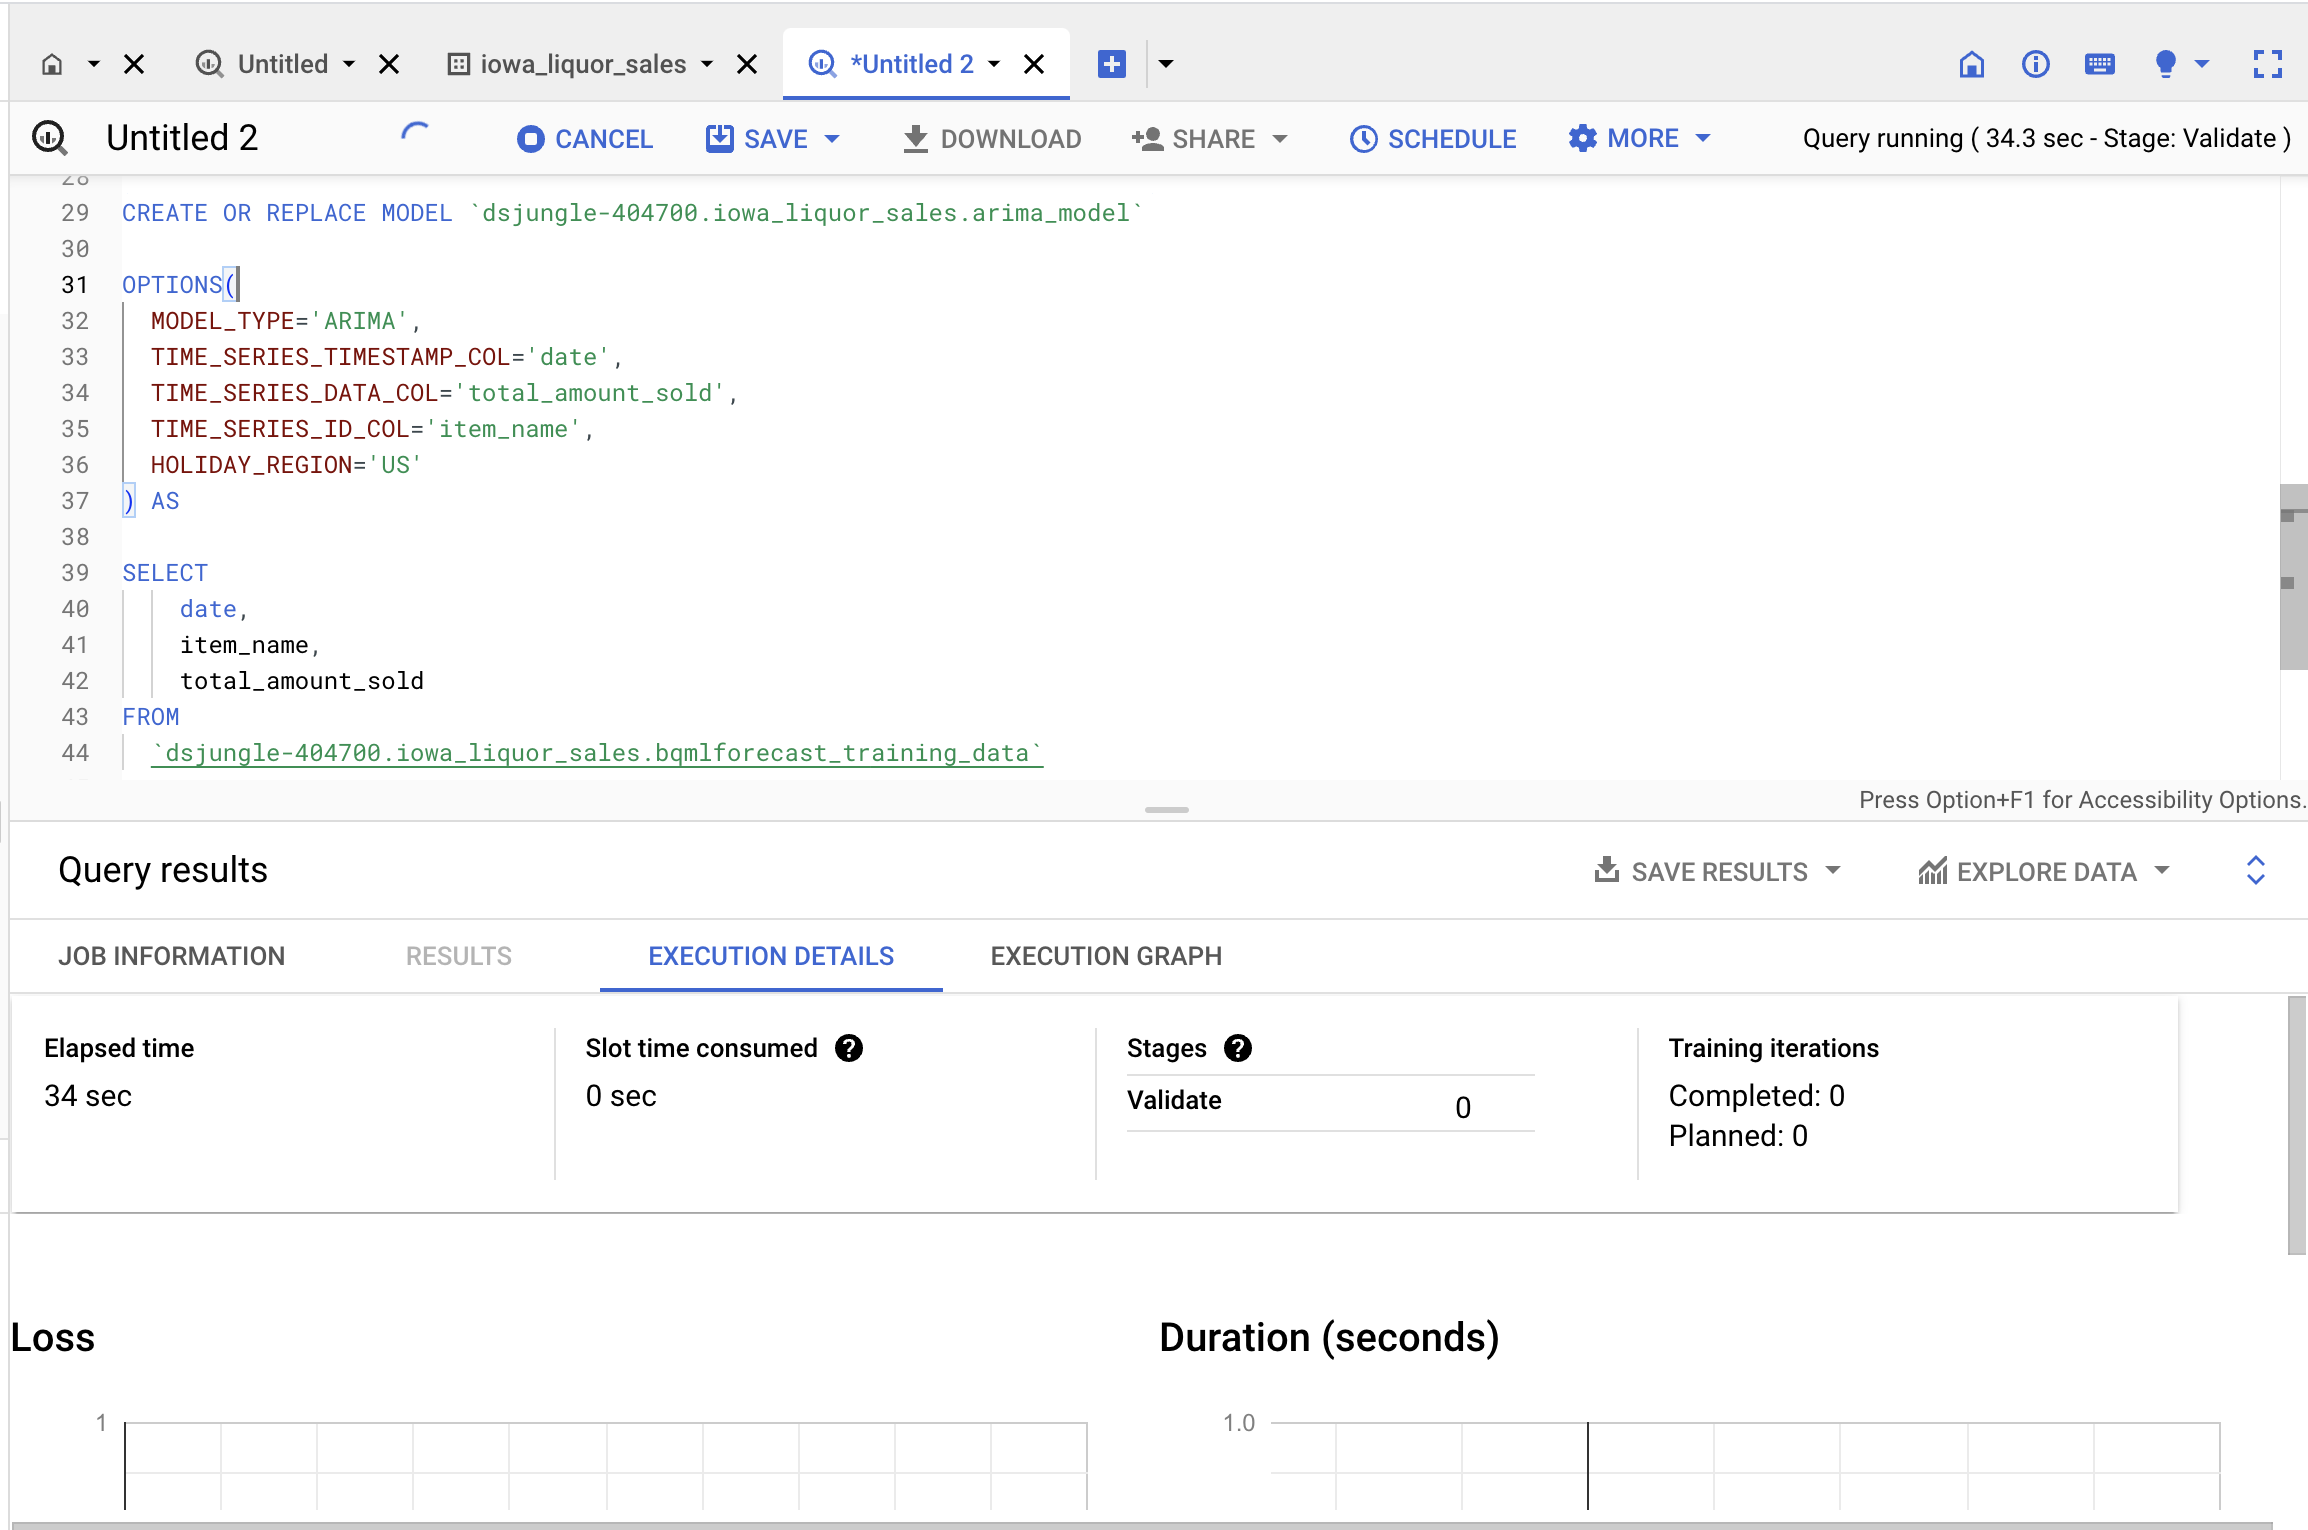 Untitled
iowa_liquor_sales
*Untitled 2
Untitled 2
CANCEL
SAVE
DOWNLOAD
SHARE
SCHEDULE
MORE
Query running ( 34.3 sec - Stage: Validate )
28
29 CREATE OR REPLACE MODEL `dsjungle-404700.iowa_liquor_sales.arima_model`
30
31 OPTIONS(
32 MODEL_TYPE='ARIMA',
33 TIME_SERIES_TIMESTAMP_COL='date',
34 TIME_SERIES_DATA_COL='total_amount_sold',
35 TIME_SERIES_ID_COL='item_name',
36 HOLIDAY_REGION='US'
37 ) AS
38
39 SELECT
40 date,
41 item_name,
42 total_amount_sold
43 FROM
44 `dsjungle-404700.iowa_liquor_sales.bqmlforecast_training_data`
Press Option+F1 for Accessibility Options.
Query results
SAVE RESULTS
EXPLORE DATA
JOB INFORMATION
RESULTS
EXECUTION DETAILS
EXECUTION GRAPH
Elapsed time
34 sec
Slot time consumed ?
0 sec
Stages ?
Validate 0
Training iterations
Completed: 0
Planned: 0
Loss
1
Duration (seconds)
1.0